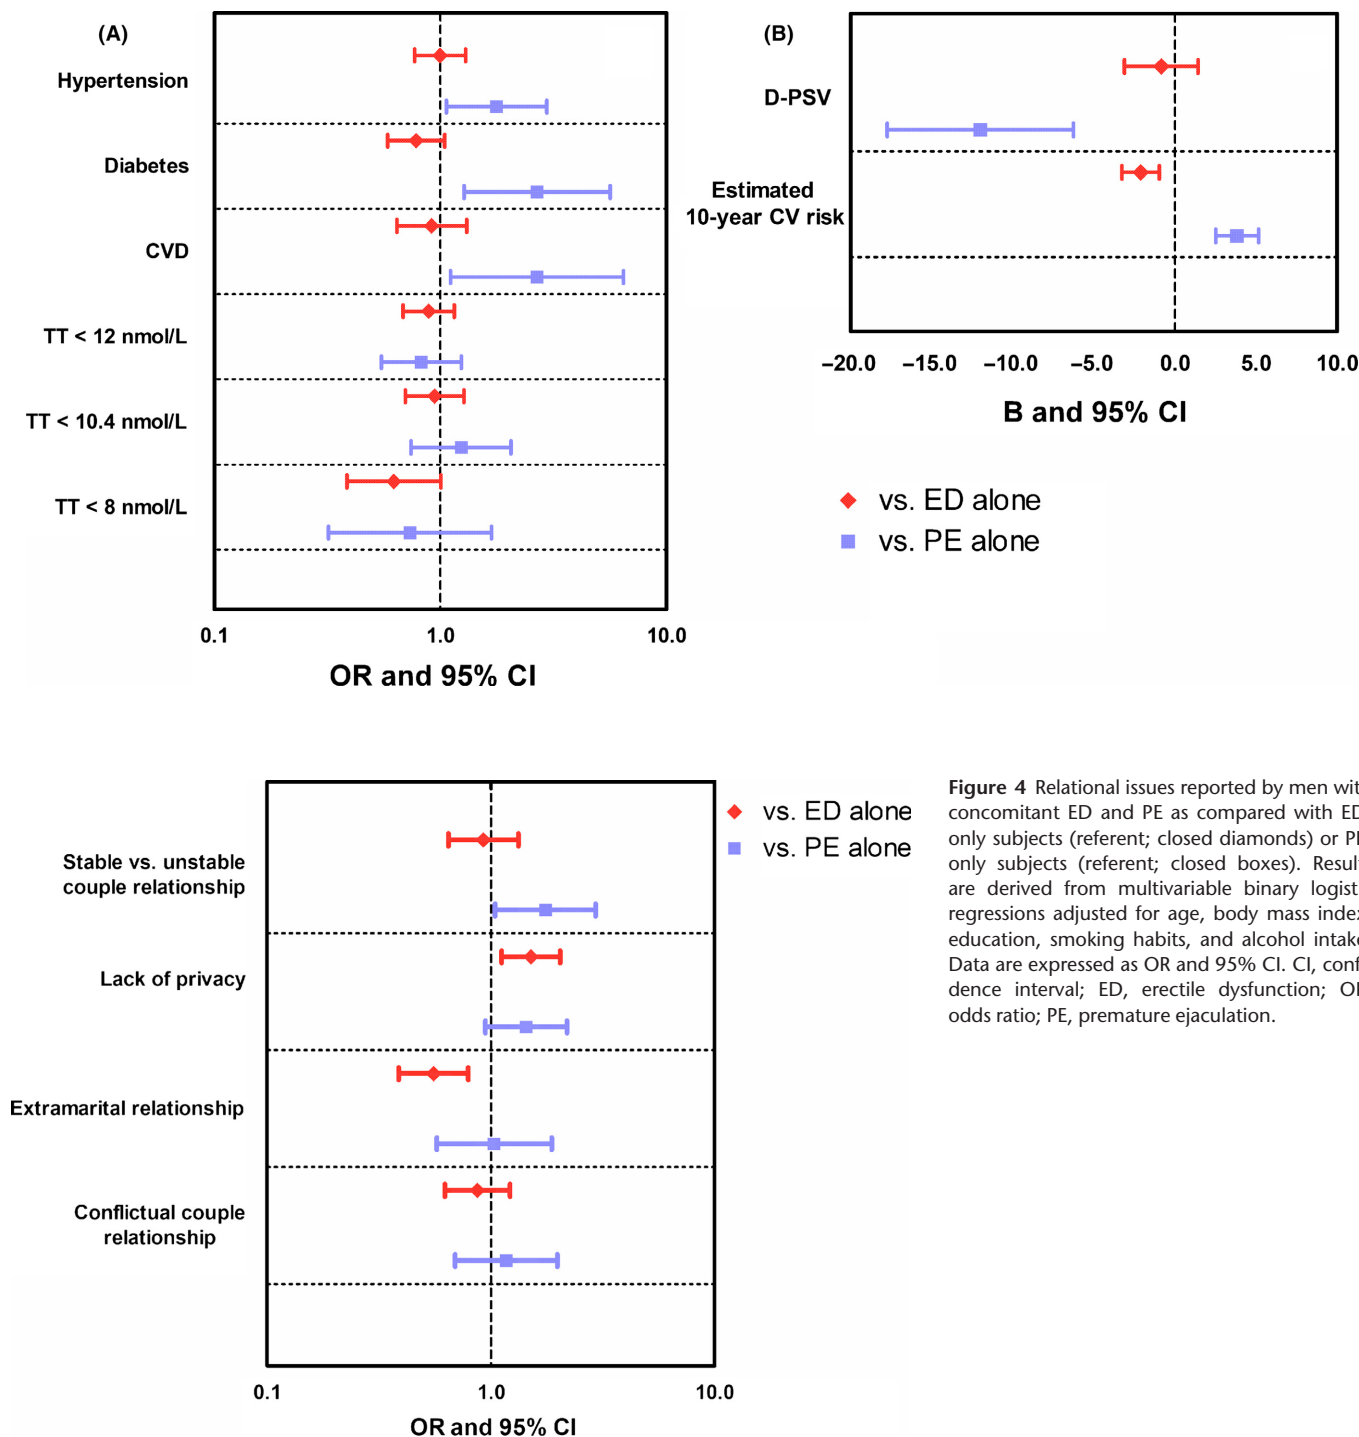 (A)
Hypertension
Diabetes
CVD
TT < 12 nmol/L
TT < 10.4 nmol/L
TT < 8 nmol/L
0.1 1.0 10.0
OR and 95% CI
(B)
D-PSV
Estimated
10-year CV risk
−20.0 −15.0 −10.0 −5.0 0.0 5.0 10.0
B and 95% CI
vs. ED alone
vs. PE alone
Stable vs. unstable
couple relationship
Lack of privacy
Extramarital relationship
Conflictual couple
relationship
0.1 1.0 10.0
OR and 95% CI
vs. ED alone
vs. PE alone
Figure 4 Relational issues reported by men wit
concomitant ED and PE as compared with ED
only subjects (referent; closed diamonds) or P
only subjects (referent; closed boxes). Result
are derived from multivariable binary logist
regressions adjusted for age, body mass index
education, smoking habits, and alcohol intake
Data are expressed as OR and 95% CI. CI, conf
dence interval; ED, erectile dysfunction; O
odds ratio; PE, premature ejaculation.